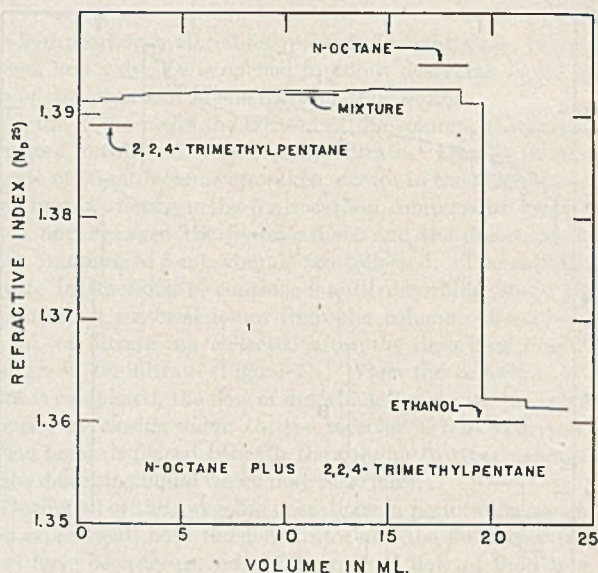 N-OCTANE
MIXTURE
2,2,4-TRIMETHYLPENTANE
REFRACTIVE INDEX (N_D^25)
1.39
1.38
1.37
1.36
1.35
ETHANOL
N-OCTANE PLUS 2,2,4-TRIMETHYLPENTANE
0 5 10 15 20 25
VOLUME IN ML.